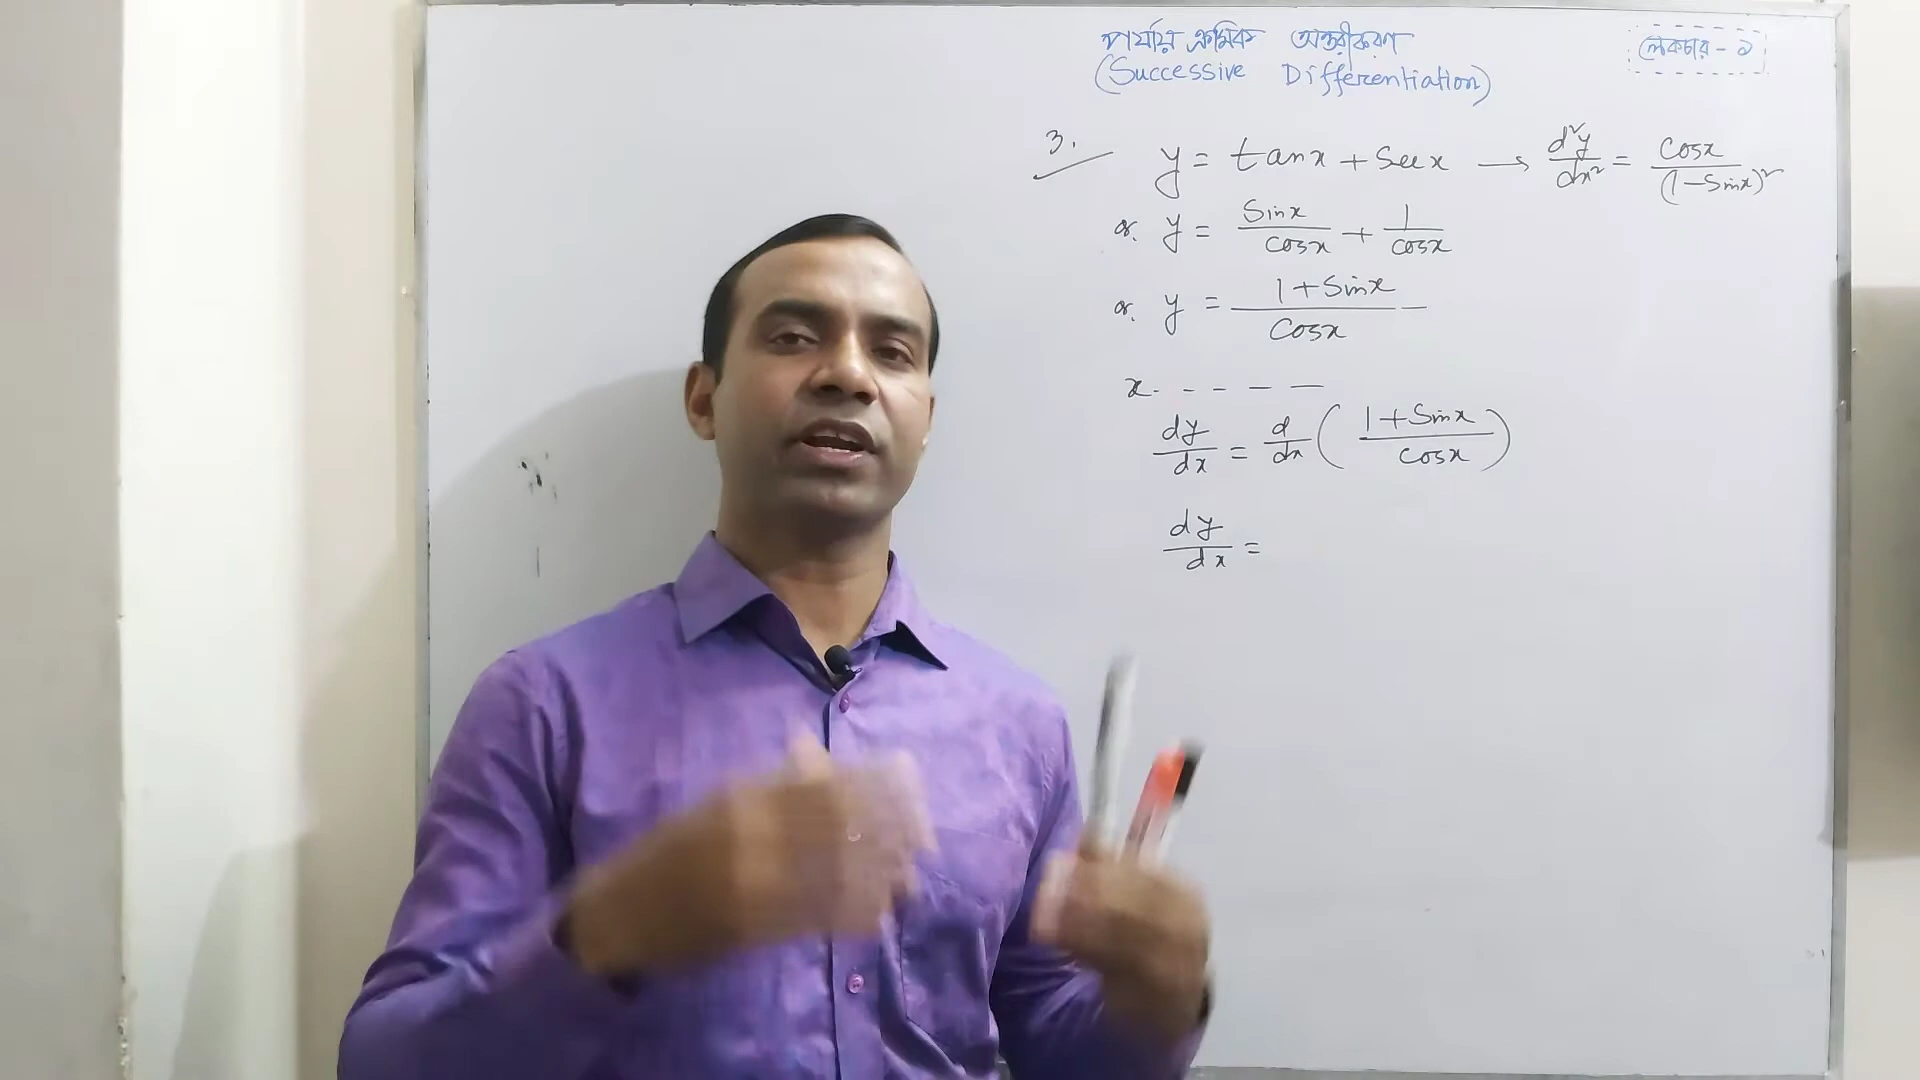 পর্যায় ক্রমিক অন্তরীকরণ
(Successive Differentiation)
লেকচার - ১
3. y = tanx + Secx → d²y/dx² = Cosx/(1-Sinx)²
or. y = Sinx/Cosx + 1/Cosx
or. y = 1+Sinx/Cosx
x. - - - - -
dy/dx = d/dx (1+Sinx/Cosx)
dy/dx =